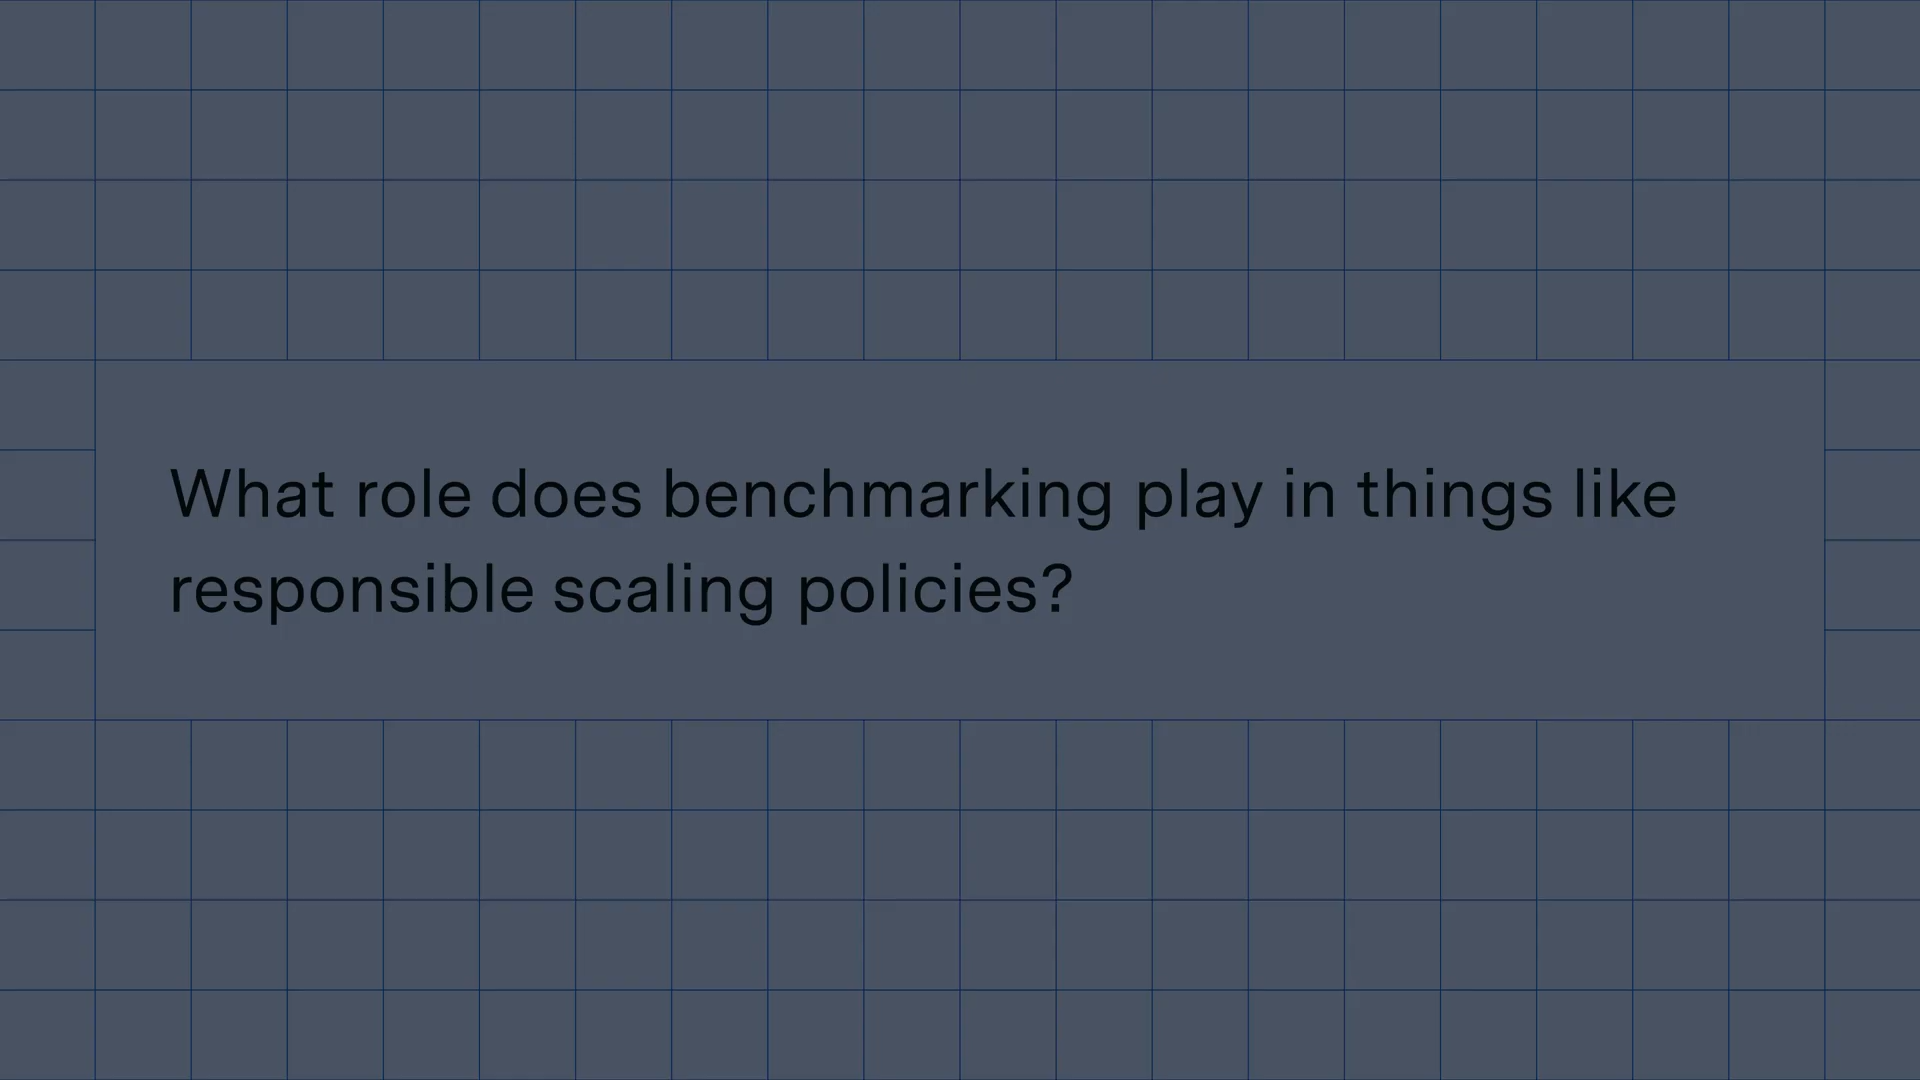 What role does benchmarking play in things like
responsible scaling policies?